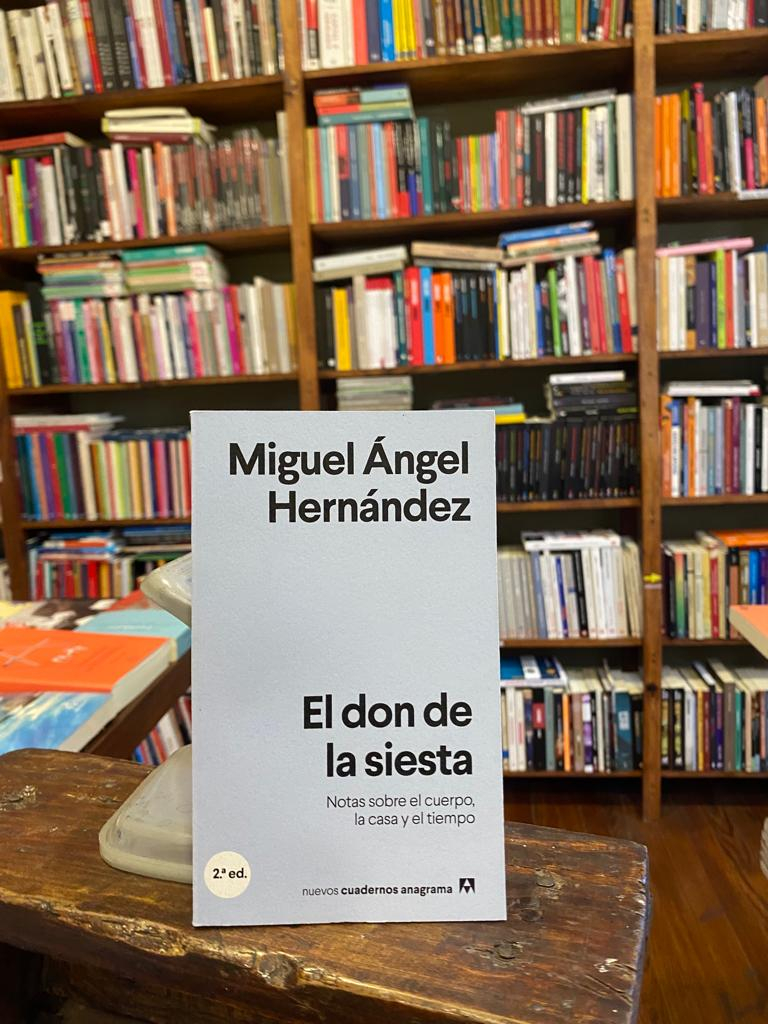 Miguel Ángel
Hernández
El don de
la siesta
Notas sobre el cuerpo,
la casa y el tiempo
2.ª ed.
nuevos cuadernos anagrama